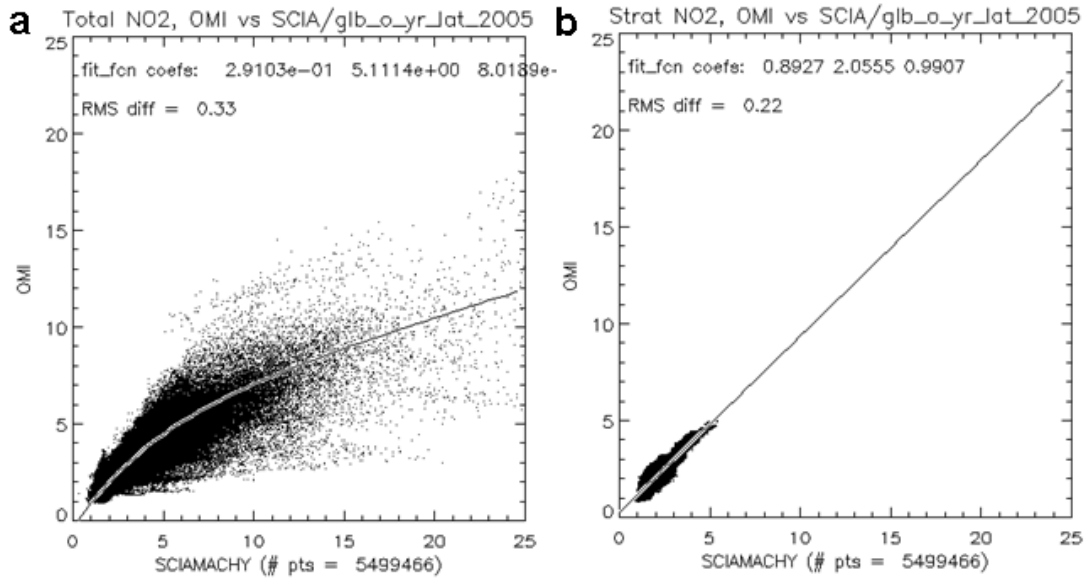 a Total NO2, OMI vs SCIA/glb_o_yr_lat_2005
fit_fcn coefs: 2.9103e-01 5.1114e+00 8.0189e-
RMS diff = 0.33
25
20
15
10
5
0
OMI
0 5 10 15 20 25
SCIAMACHY (# pts = 5499466)
b Strat NO2, OMI vs SCIA/glb_o_yr_lat_2005
fit_fcn coefs: 0.8927 2.0555 0.9907
RMS diff = 0.22
25
20
15
10
5
0
OMI
0 5 10 15 20 25
SCIAMACHY (# pts = 5499466)